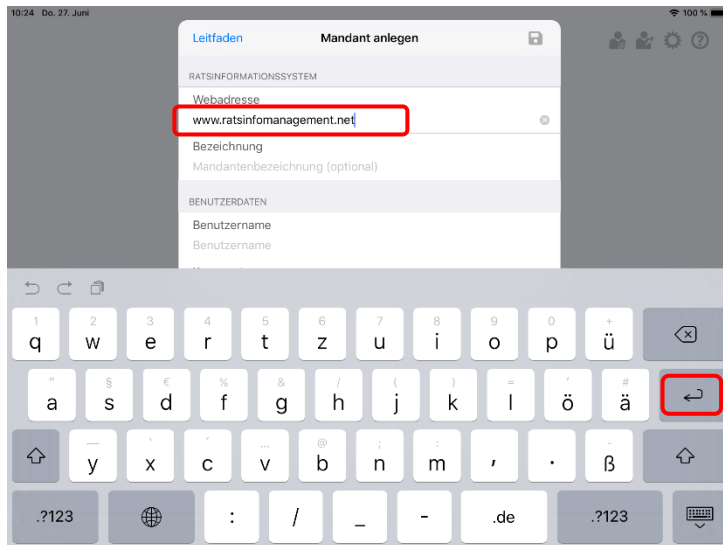 10:24 Do. 27. Juni 100 %
Leitfaden Mandant anlegen
RATSINFORMATIONSSYSTEM
Webadresse
www.ratsinfomanagement.net
Bezeichnung
Mandantenbezeichnung (optional)
BENUTZERDATEN
Benutzername
Benutzername
1 2 3 4 5 6 7 8 9 0 +
q w e r t z u i o p ü
" § € % & / ( ) = ' #
a s d f g h j k l ö ä
— ` ´ ... @ ; :
y x c v b n m , . ß
.?123 : / _ - .de .?123